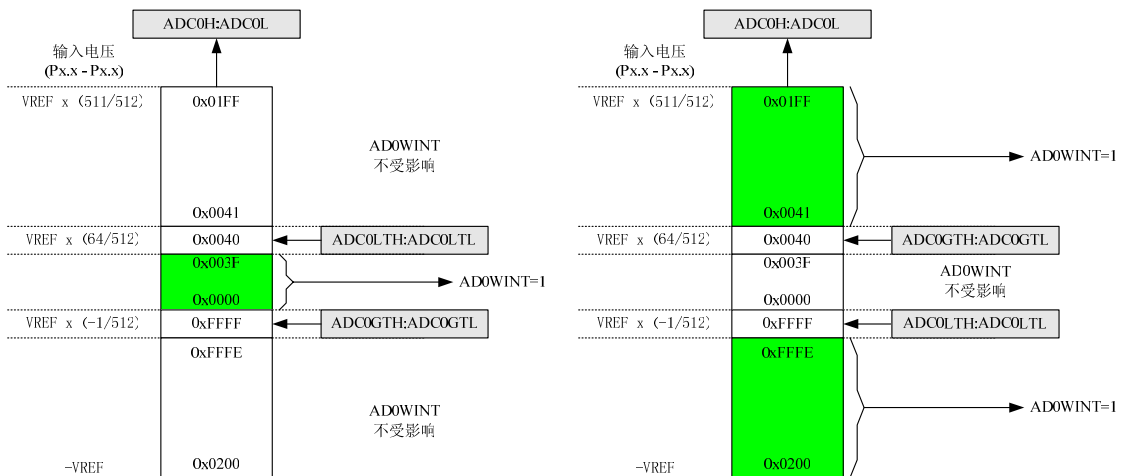 ADC0H:ADC0L
输入电压
(Px.x - Px.x)
VREF x (511/512)
0x01FF
AD0WINT
不受影响
0x0041
VREF x (64/512)
0x0040
ADC0LTH:ADC0LTL
0x003F
AD0WINT=1
0x0000
VREF x (-1/512)
0xFFFF
ADC0GTH:ADC0GTL
0xFFFE
AD0WINT
不受影响
-VREF
0x0200
ADC0H:ADC0L
输入电压
(Px.x - Px.x)
VREF x (511/512)
0x01FF
AD0WINT=1
0x0041
VREF x (64/512)
0x0040
ADC0GTH:ADC0GTL
0x003F
AD0WINT
不受影响
0x0000
VREF x (-1/512)
0xFFFF
ADC0LTH:ADC0LTL
0xFFFE
AD0WINT=1
-VREF
0x0200